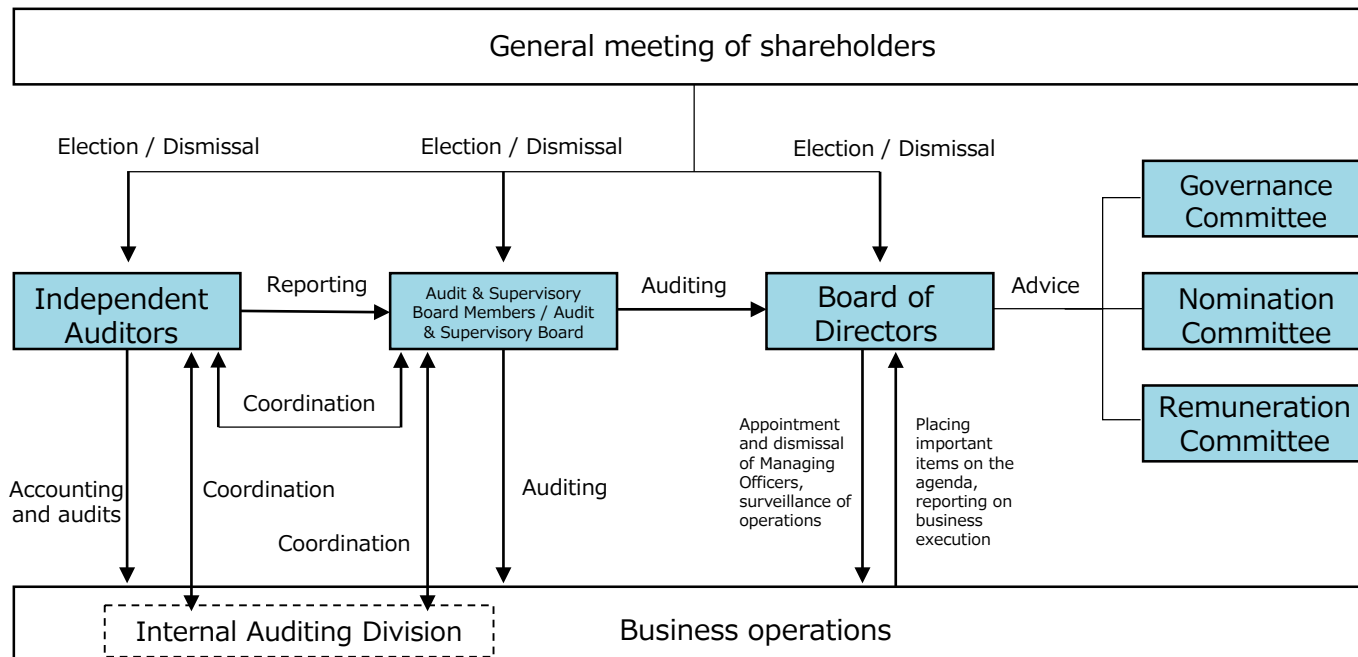 General meeting of shareholders
Election / Dismissal
Election / Dismissal
Election / Dismissal
Governance
Committee
Independent
Auditors
Reporting
Audit & Supervisory
Board Members / Audit
& Supervisory Board
Auditing
Board of
Directors
Advice
Nomination
Committee
Remuneration
Committee
Coordination
Accounting
and audits
Coordination
Coordination
Auditing
Appointment
and dismissal
of Managing
Officers,
surveillance of
operations
Placing
important
items on the
agenda,
reporting on
business
execution
Internal Auditing Division
Business operations